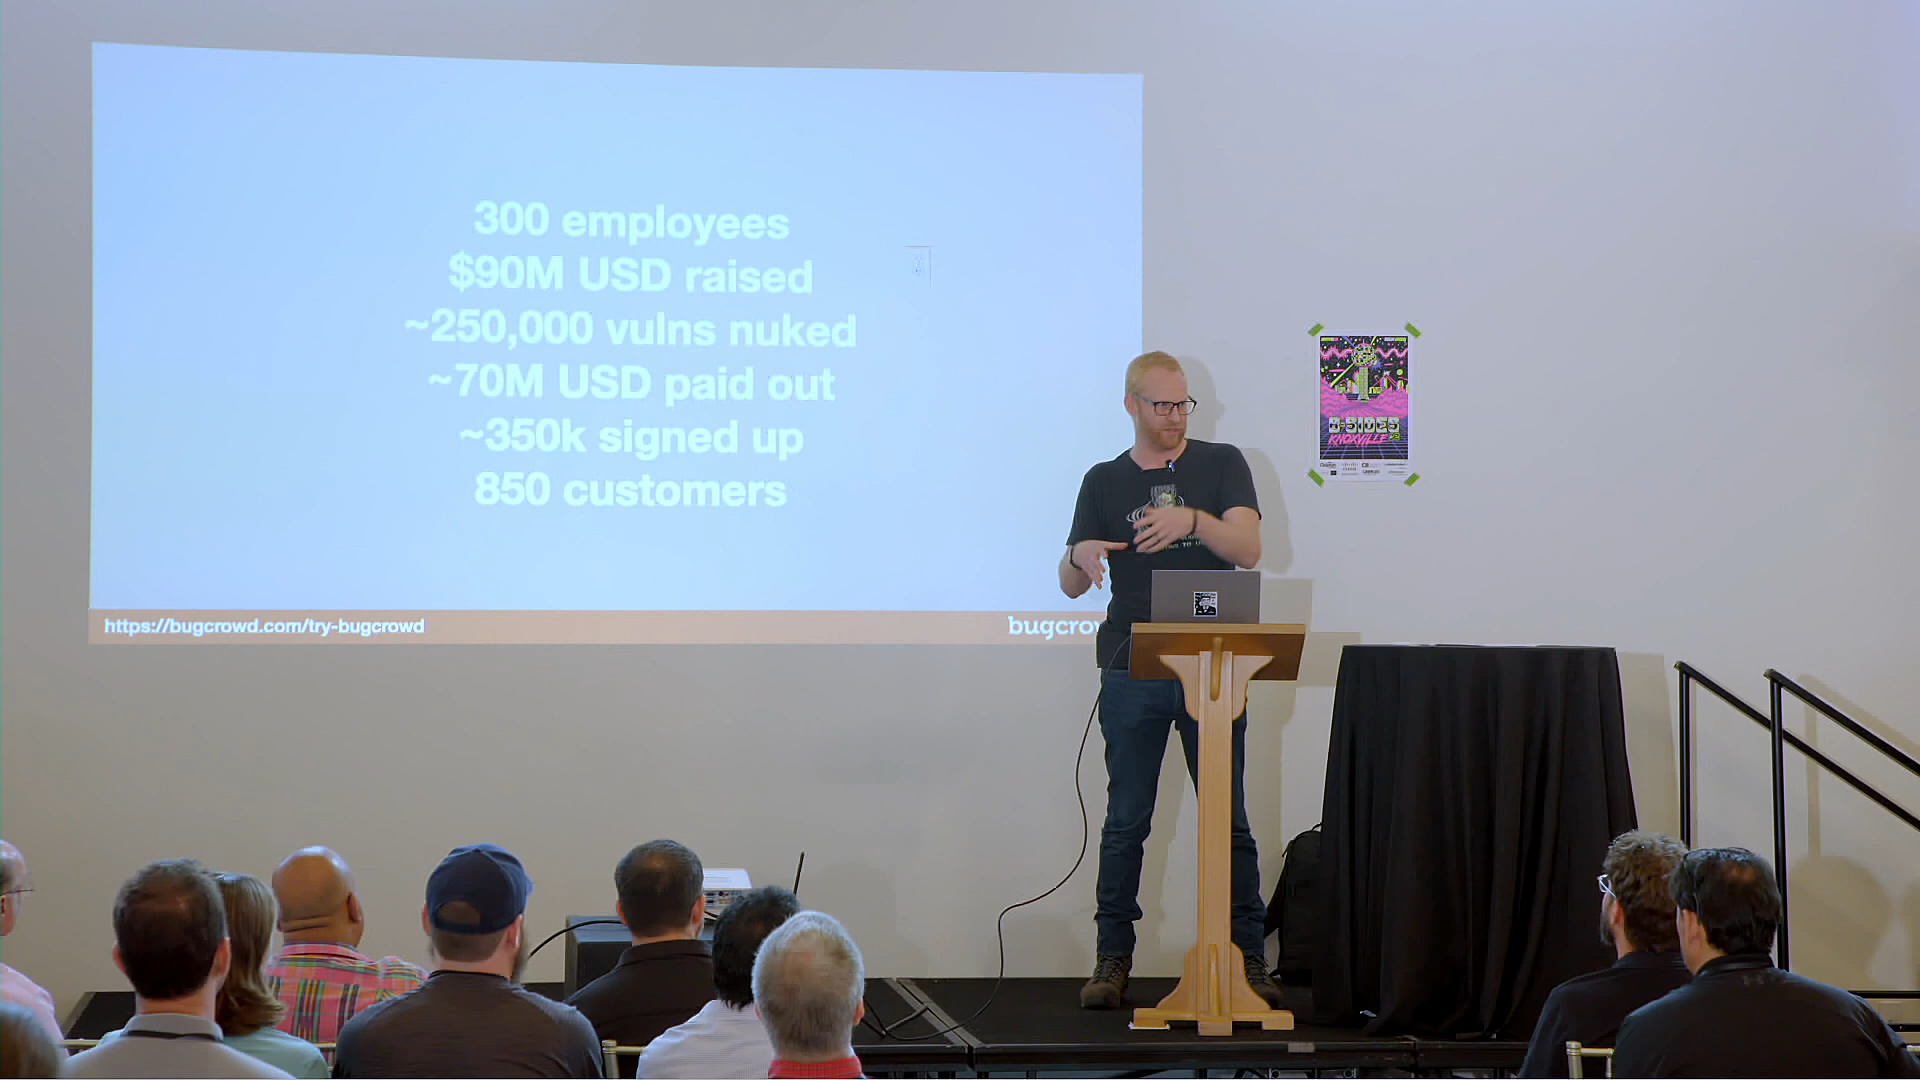 300 employees
$90M USD raised
~250,000 vulns nuked
~70M USD paid out
~350k signed up
850 customers
https://bugcrowd.com/try-bugcrowd
bugcro
B-SIDES
KNOXVILLE